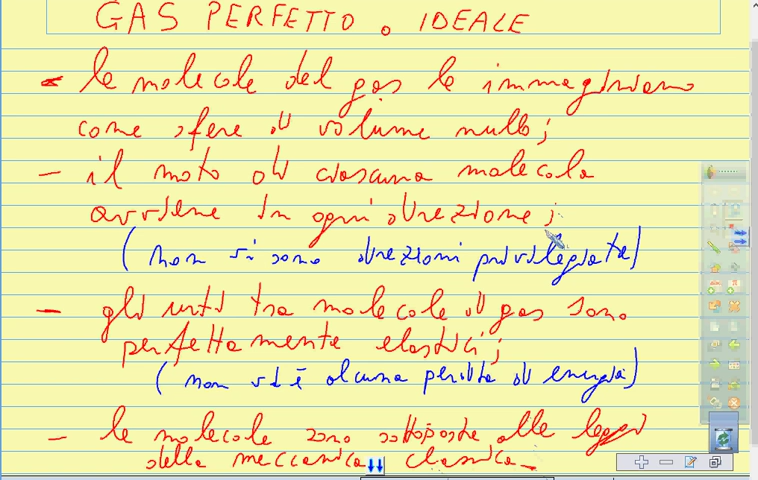 GAS PERFETTO o IDEALE
- le molecole del gas le immaginiamo
come sfere di volume nullo;
- il moto di ciascuna molecola
avviene in ogni direzione;
(non vi sono direzioni privilegiate)
- gli urti tra molecole di gas sono
perfettamente elastici;
(non vi è alcuna perdita di energia)
- le molecole sono sottoposte alle leggi
della meccanica classica.